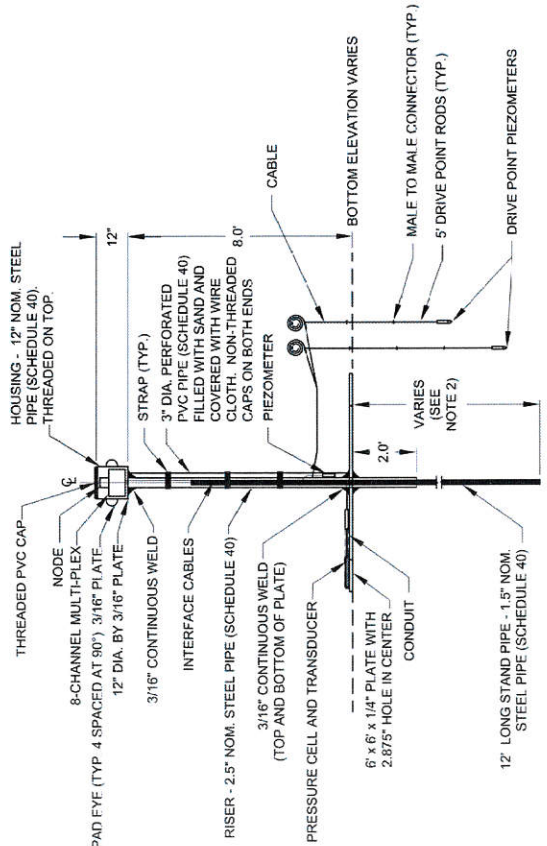 THREADED PVC CAP
NODE
8-CHANNEL MULTI-PLEX
PAD EYE (TYP 4 SPACED AT 90°) 3/16" PLATE
12" DIA. BY 3/16" PLATE
3/16" CONTINUOUS WELD
INTERFACE CABLES
RISER - 2.5" NOM. STEEL PIPE (SCHEDULE 40)
3/16" CONTINUOUS WELD
(TOP AND BOTTOM OF PLATE)
PRESSURE CELL AND TRANSDUCER
6' x 6' x 1/4" PLATE WITH
2.875" HOLE IN CENTER
CONDUIT
12' LONG STAND PIPE - 1.5" NOM.
STEEL PIPE (SCHEDULE 40)
HOUSING - 12" NOM. STEEL
PIPE (SCHEDULE 40).
THREADED ON TOP.
CL
12"
8.0'
STRAP (TYP.)
3" DIA. PERFORATED
PVC PIPE (SCHEDULE 40)
FILLED WITH SAND AND
COVERED WITH WIRE
CLOTH. NON-THREADED
CAPS ON BOTH ENDS
PIEZOMETER
2.0'
VARIES
(SEE
NOTE 2)
CABLE
BOTTOM ELEVATION VARIES
MALE TO MALE CONNECTOR (TYP.)
5' DRIVE POINT RODS (TYP.)
DRIVE POINT PIEZOMETERS